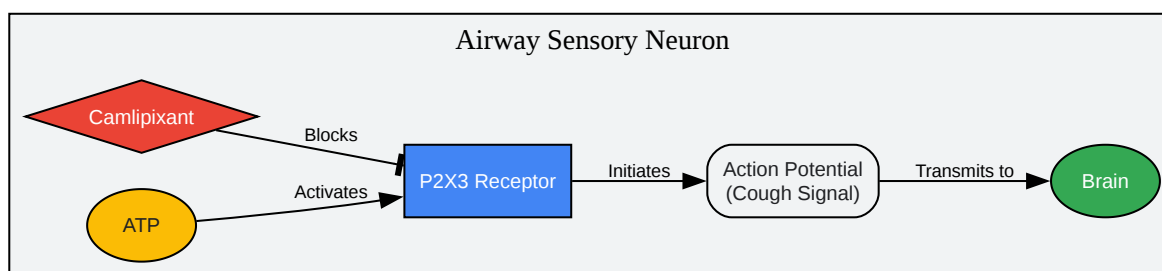 Airway Sensory Neuron
Camlipixant
Blocks
ATP
Activates
P2X3 Receptor
Initiates
Action Potential
(Cough Signal)
Transmits to
Brain